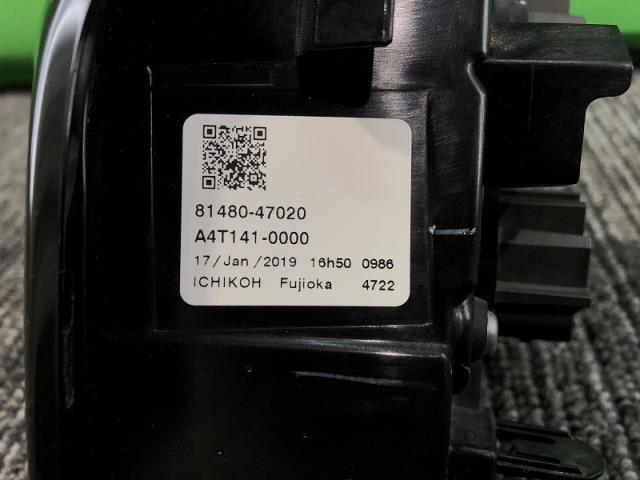 81480-47020
A4T141-0000
17/Jan/2019 16h50 0986
ICHIKOH Fujioka 4722